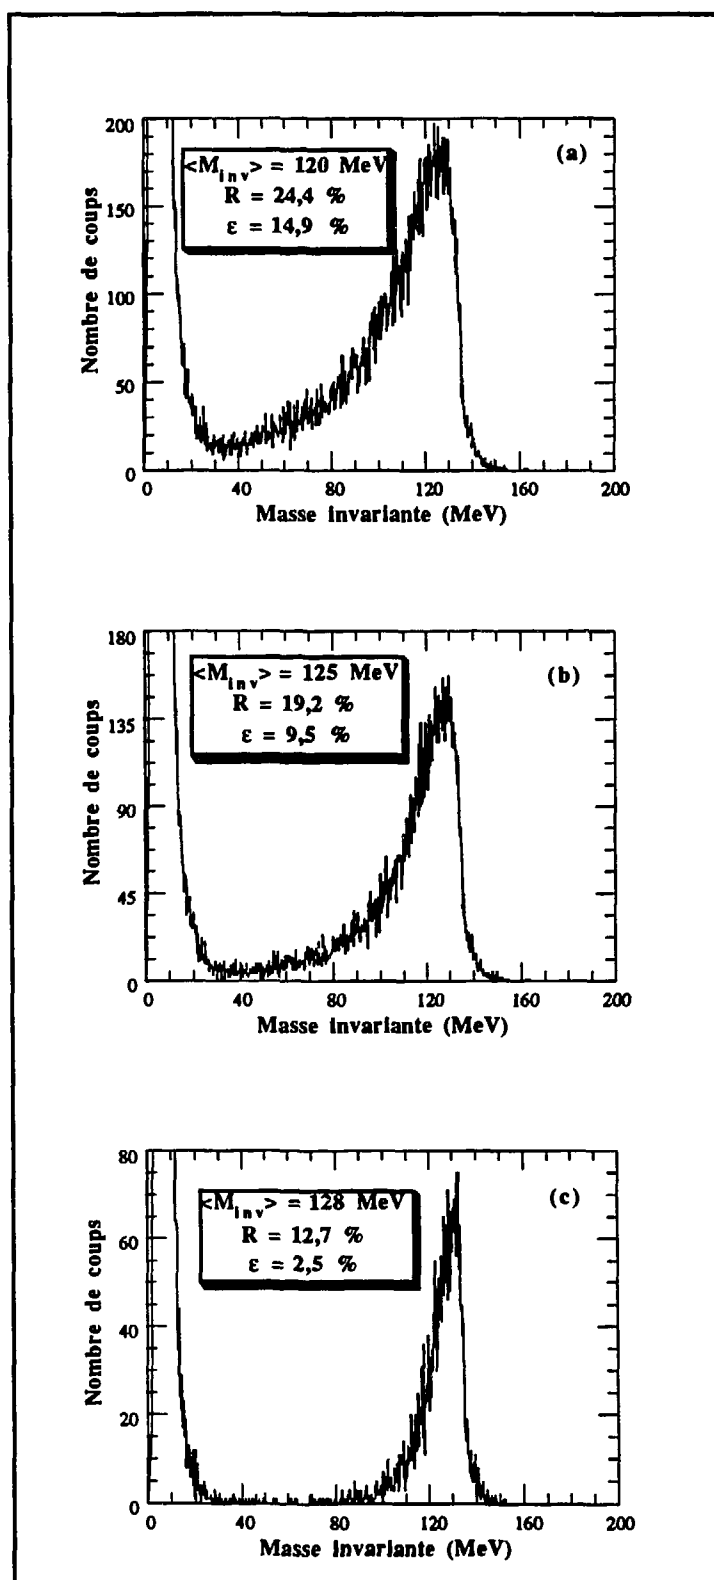 (a)
<M_inv> = 120 MeV
R = 24,4 %
ε = 14,9 %
Nombre de coups
200
150
100
50
0
0 40 80 120 160 200
Masse invariante (MeV)
(b)
<M_inv> = 125 MeV
R = 19,2 %
ε = 9,5 %
Nombre de coups
180
135
90
45
0
0 40 80 120 160 200
Masse invariante (MeV)
(c)
<M_inv> = 128 MeV
R = 12,7 %
ε = 2,5 %
Nombre de coups
80
60
40
20
0
0 40 80 120 160 200
Masse invariante (MeV)